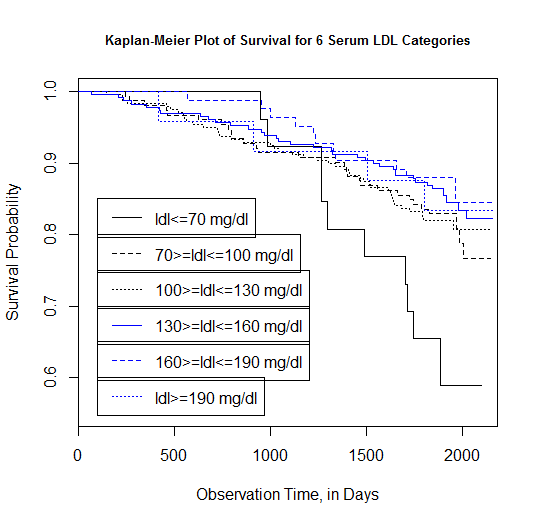 Kaplan-Meier Plot of Survival for 6 Serum LDL Categories
Survival Probability
1.0
0.9
0.8
0.7
0.6
ldl<=70 mg/dl
70>=ldl<=100 mg/dl
100>=ldl<=130 mg/dl
130>=ldl<=160 mg/dl
160>=ldl<=190 mg/dl
ldl>=190 mg/dl
0 500 1000 1500 2000
Observation Time, in Days